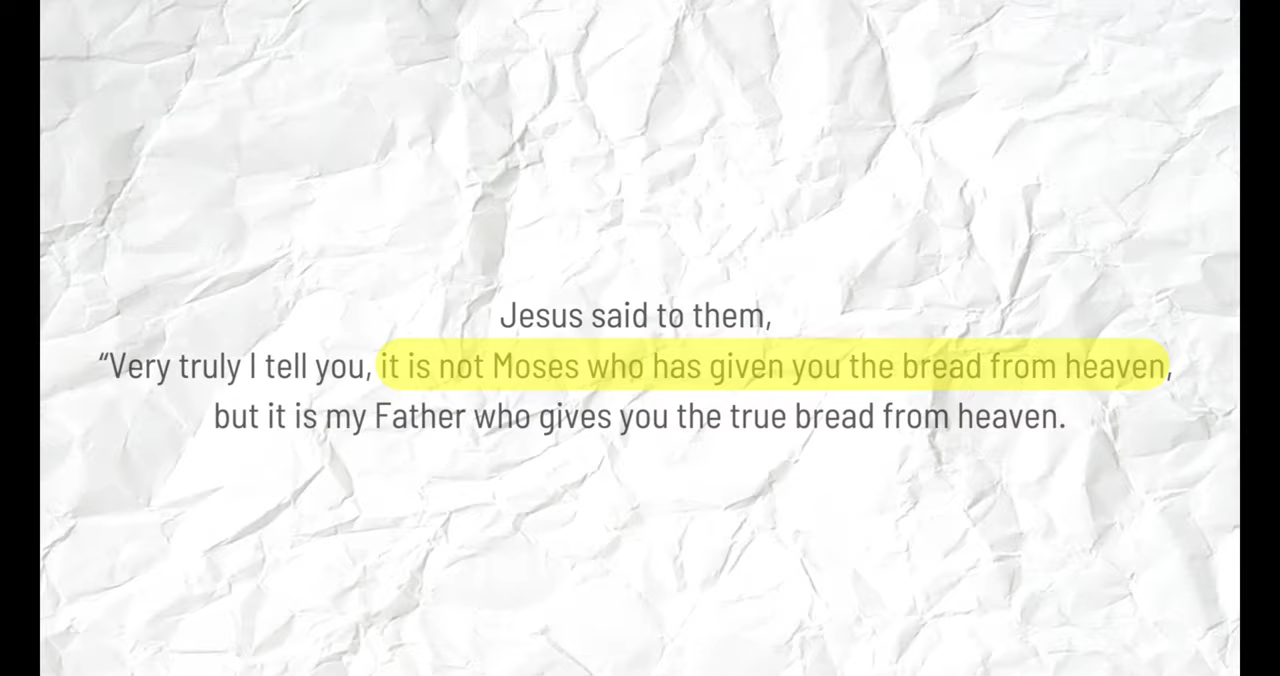 Jesus said to them,
“Very truly I tell you, it is not Moses who has given you the bread from heaven,
but it is my Father who gives you the true bread from heaven.